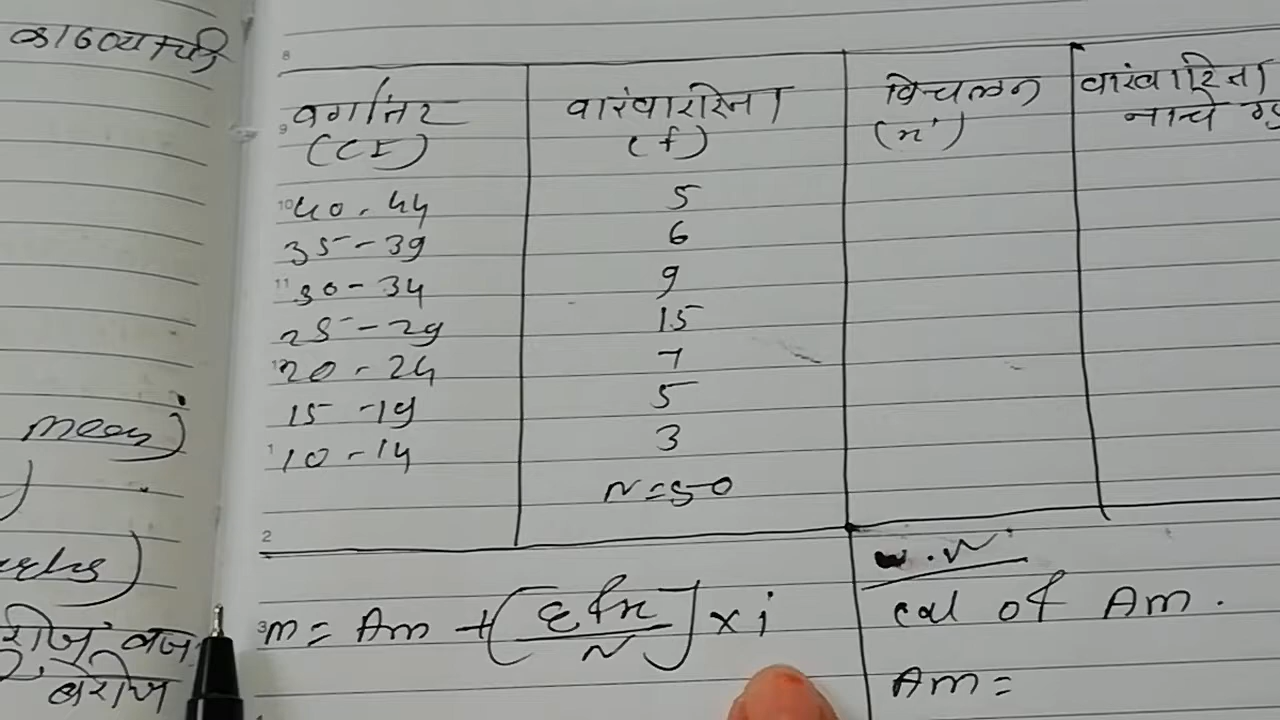 वर्गांतर वारंवारिता विचलन वारंवारिता
(CI) (f) (x') नाचे
40-44 5
35-39 6
30-34 9
25-29 15
20-24 7
15-19 5
10-14 3
N=50
mean)
W.N
M= Am + (Σfx/N) x i
cal of Am.
Am=
बेरीज